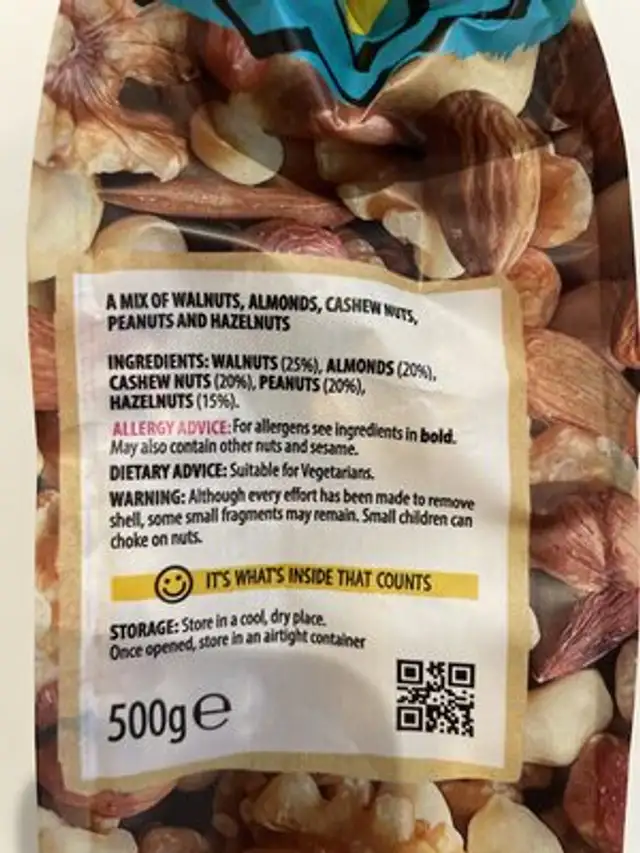 A MIX OF WALNUTS, ALMONDS, CASHEW NUTS,
PEANUTS AND HAZELNUTS
INGREDIENTS: WALNUTS (25%), ALMONDS (20%),
CASHEW NUTS (20%), PEANUTS (20%),
HAZELNUTS (15%).
ALLERGY ADVICE: For allergens see ingredients in bold.
May also contain other nuts and sesame.
DIETARY ADVICE: Suitable for Vegetarians.
WARNING: Although every effort has been made to remove
shell, some small fragments may remain. Small children can
choke on nuts.
IT'S WHAT'S INSIDE THAT COUNTS
STORAGE: Store in a cool, dry place.
Once opened, store in an airtight container
500g℮